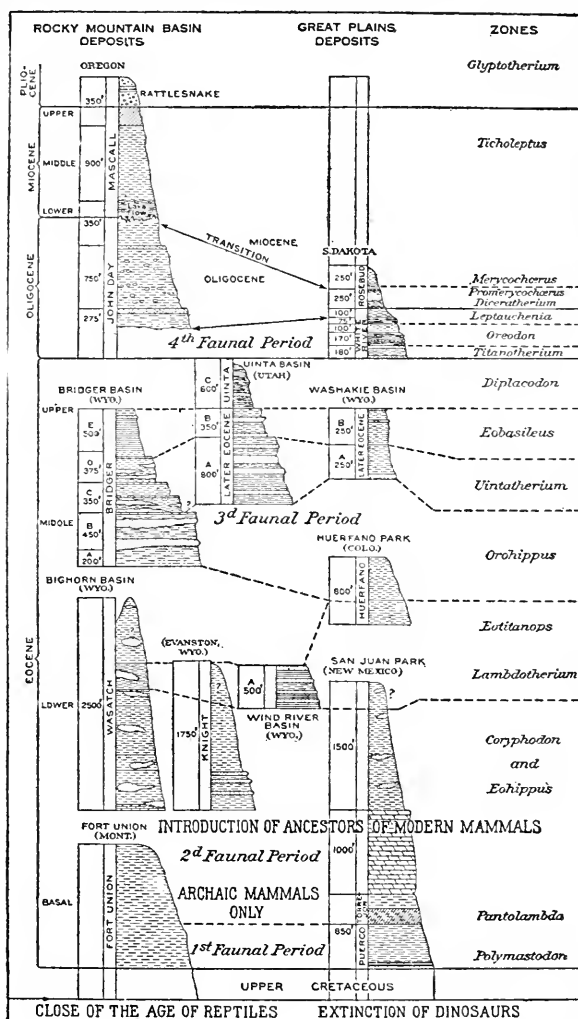 ROCKY MOUNTAIN BASIN
DEPOSITS
GREAT PLAINS
DEPOSITS
ZONES
PLIO-
CENE
OREGON
350'
RATTLESNAKE
Glyptotherium
MIOCENE
UPPER
MIDDLE
LOWER
900'
MASCALL
350'
Ticholeptus
TRANSITION
MIOCENE
OLIGOCENE
OLIGOCENE
750'
275'
JOHN DAY
4th Faunal Period
S. DAKOTA
250'
250'
ROSEBUD
100'
75'
100'
170'
180'
WHITE
RIVER
Merycochœrus
Promerycochœrus
Diceratherium
Leptauchenia
Oreodon
Titanotherium
EOCENE
UPPER
BRIDGER BASIN
(WYO.)
E
500'
D
375'
C
350'
B
450'
A
200'
BRIDGER
MIDDLE
UINTA BASIN
(UTAH)
C
600'
UINTA
B
350'
A
800'
LATER EOCENE
?
3d Faunal Period
WASHAKIE BASIN
(WYO.)
B
250'
A
250'
LATER EOCENE
Diplacodon
Eobasileus
Uintatherium
HUERFANO PARK
(COLO.)
800'
HUERFANO
Orohippus
Eotitanops
BIGHORN BASIN
(WYO.)
?
2500'
WASATCH
LOWER
(EVANSTON,
WYO.)
?
1750'
KNIGHT
A
500'
WIND RIVER
BASIN
(WYO.)
SAN JUAN PARK
(NEW MEXICO)
?
1500'
Lambdotherium
Coryphodon
and
Eohippus
INTRODUCTION OF ANCESTORS OF MODERN MAMMALS
FORT UNION
(MONT.)
2d Faunal Period
1000'
ARCHAIC MAMMALS
ONLY
BASAL
FORT UNION
1st Faunal Period
850'
PUERCO
Pantolambda
Polymastodon
UPPER CRETACEOUS
CLOSE OF THE AGE OF REPTILES
EXTINCTION OF DINOSAURS